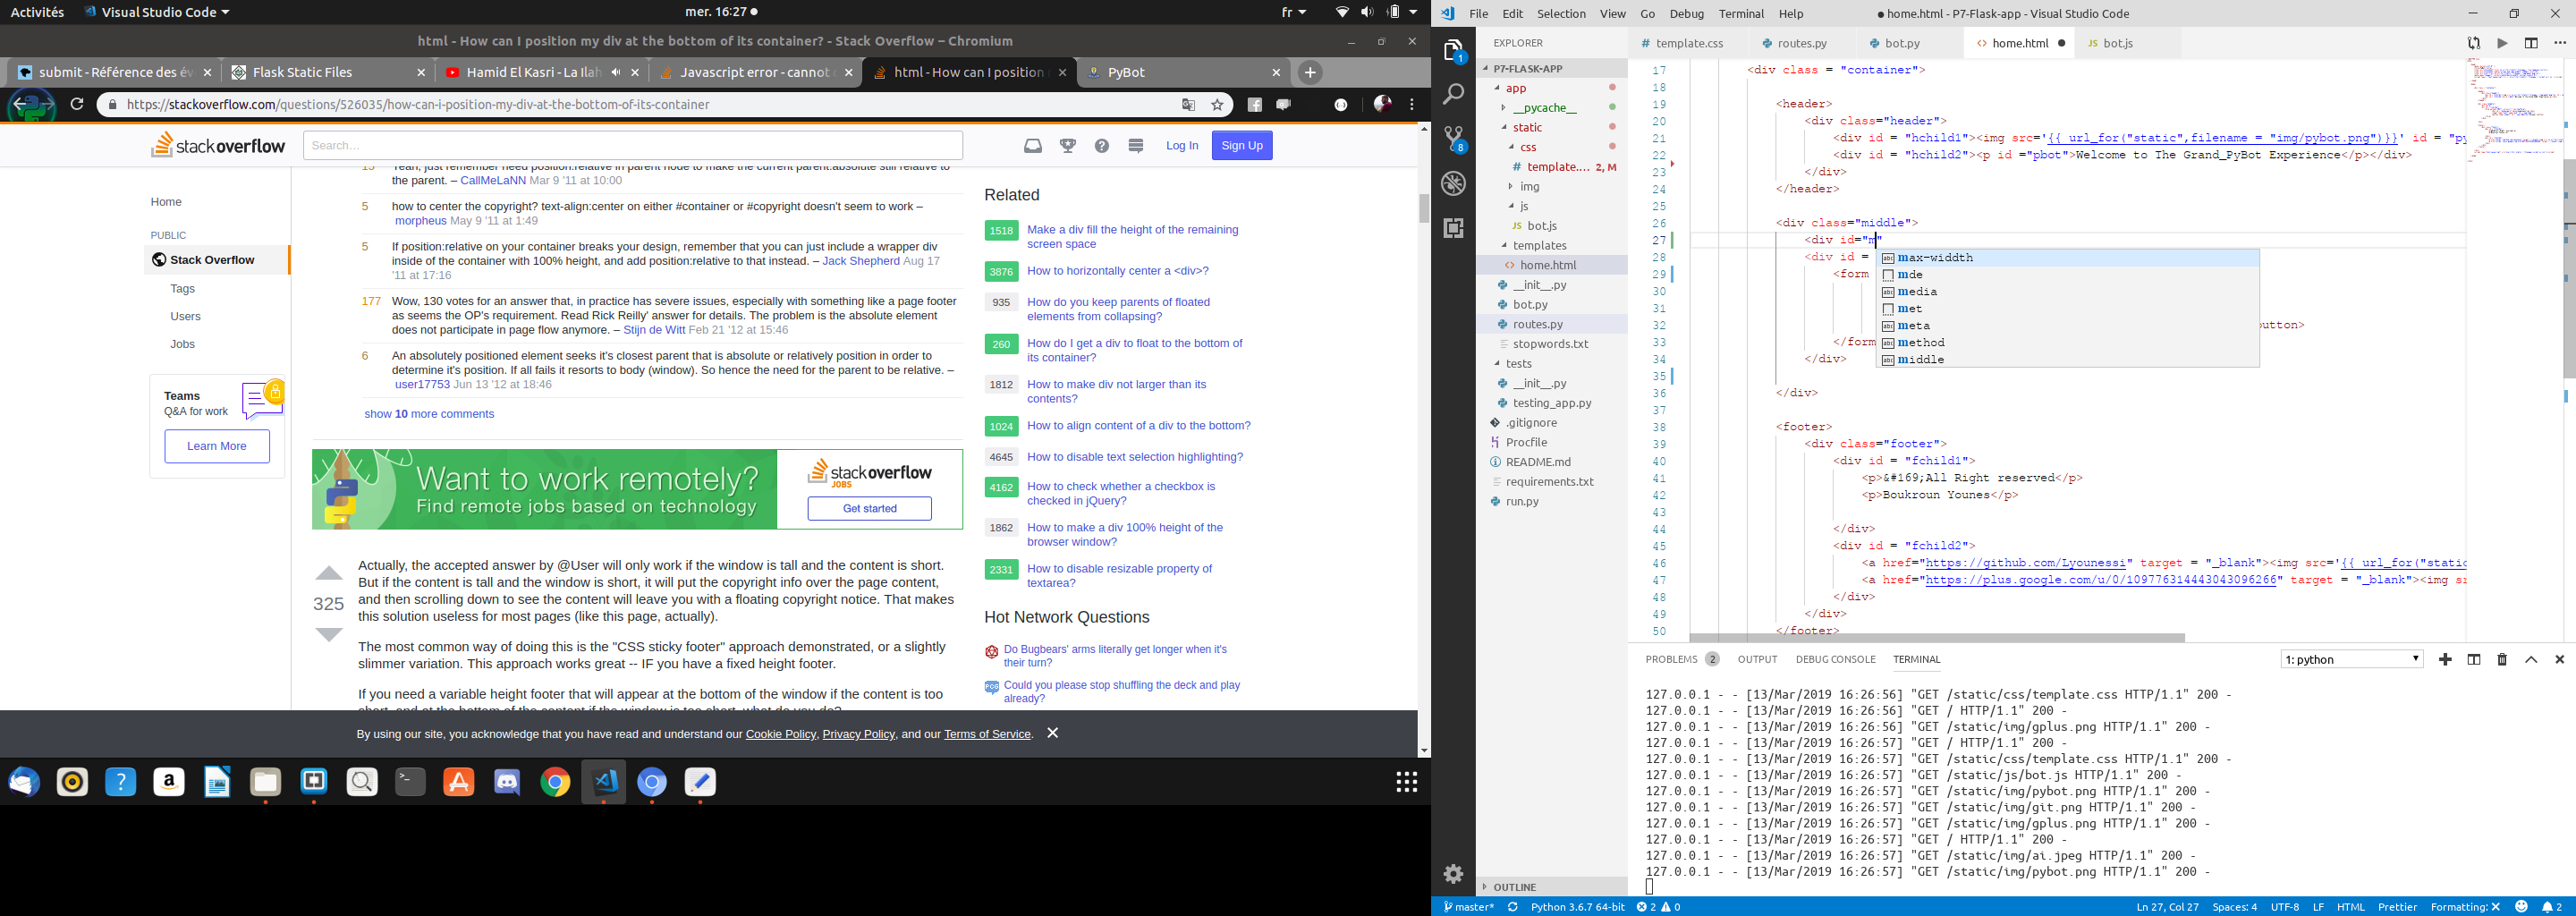 Activités
Visual Studio Code
mer. 16:27
fr
html - How can I position my div at the bottom of its container? - Stack Overflow – Chromium
submit - Référence des év
Flask Static Files
Hamid El Kasri - La Ilah
Javascript error - cannot
html - How can I position
PyBot
https://stackoverflow.com/questions/526035/how-can-i-position-my-div-at-the-bottom-of-its-container
stackoverflow
Search…
Log In
Sign Up
Home
PUBLIC
Stack Overflow
Tags
Users
Jobs
Teams
Q&A for work
Learn More
Yeah, just remember need position:relative in parent node to make the current parent:absolute still relative to
the parent. – CallMeLaNN Mar 9 '11 at 10:00
5 how to center the copyright? text-align:center on either #container or #copyright doesn't seem to work –
morpheus May 9 '11 at 1:49
5 If position:relative on your container breaks your design, remember that you can just include a wrapper div
inside of the container with 100% height, and add position:relative to that instead. – Jack Shepherd Aug 17
'11 at 17:16
177 Wow, 130 votes for an answer that, in practice has severe issues, especially with something like a page footer
as seems the OP's requirement. Read Rick Reilly' answer for details. The problem is the absolute element
does not participate in page flow anymore. – Stijn de Witt Feb 21 '12 at 15:46
6 An absolutely positioned element seeks it's closest parent that is absolute or relatively position in order to
determine it's position. If all fails it resorts to body (window). So hence the need for the parent to be relative. –
user17753 Jun 13 '12 at 18:46
show 10 more comments
Want to work remotely?
Find remote jobs based on technology
stackoverflow
JOBS
Get started
325
Actually, the accepted answer by @User will only work if the window is tall and the content is short.
But if the content is tall and the window is short, it will put the copyright info over the page content,
and then scrolling down to see the content will leave you with a floating copyright notice. That makes
this solution useless for most pages (like this page, actually).
The most common way of doing this is the "CSS sticky footer" approach demonstrated, or a slightly
slimmer variation. This approach works great -- IF you have a fixed height footer.
If you need a variable height footer that will appear at the bottom of the window if the content is too
short, and at the bottom of the content if the window is too short, what do you do?
Related
1518 Make a div fill the height of the remaining
screen space
3876 How to horizontally center a <div>?
935 How do you keep parents of floated
elements from collapsing?
260 How do I get a div to float to the bottom of
its container?
1812 How to make div not larger than its
contents?
1024 How to align content of a div to the bottom?
4645 How to disable text selection highlighting?
4162 How to check whether a checkbox is
checked in jQuery?
1862 How to make a div 100% height of the
browser window?
2331 How to disable resizable property of
textarea?
Hot Network Questions
Do Bugbears' arms literally get longer when it's
their turn?
Could you please stop shuffling the deck and play
already?
By using our site, you acknowledge that you have read and understand our Cookie Policy, Privacy Policy, and our Terms of Service.
File Edit Selection View Go Debug Terminal Help
● home.html - P7-Flask-app - Visual Studio Code
EXPLORER
P7-FLASK-APP
app
__pycache__
static
css
# template.... 2, M
img
js
JS bot.js
templates
<> home.html
__init__.py
bot.py
routes.py
stopwords.txt
tests
__init__.py
testing_app.py
.gitignore
Procfile
README.md
requirements.txt
run.py
OUTLINE
# template.css
routes.py
bot.py
<> home.html ●
JS bot.js
17 <div class = "container">
18
19 <header>
20 <div class="header">
21 <div id = "hchild1"><img src='{{ url_for("static",filename = "img/pybot.png")}}' id = "py
22 <div id = "hchild2"><p id ="pbot">Welcome to The Grand_PyBot Experience</p></div>
23 </div>
24 </header>
25
26 <div class="middle">
27 <div id="m"
28 <div id =
29 <form
30
31
32 button>
33 </form
34 </div>
35
36 </div>
37
38 <footer>
39 <div class="footer">
40 <div id = "fchild1">
41 <p>&#169;All Right reserved</p>
42 <p>Boukroun Younes</p>
43
44 </div>
45 <div id = "fchild2">
46 <a href="https://github.com/Lyounessi" target = "_blank"><img src='{{ url_for("static
47 <a href="https://plus.google.com/u/0/109776314443043096266" target = "_blank"><img sr
48 </div>
49 </div>
50 </footer>
max-widdth
mde
media
met
meta
method
middle
PROBLEMS 2 OUTPUT DEBUG CONSOLE TERMINAL
1: python
127.0.0.1 - - [13/Mar/2019 16:26:56] "GET /static/css/template.css HTTP/1.1" 200 -
127.0.0.1 - - [13/Mar/2019 16:26:56] "GET / HTTP/1.1" 200 -
127.0.0.1 - - [13/Mar/2019 16:26:56] "GET /static/img/gplus.png HTTP/1.1" 200 -
127.0.0.1 - - [13/Mar/2019 16:26:57] "GET / HTTP/1.1" 200 -
127.0.0.1 - - [13/Mar/2019 16:26:57] "GET /static/css/template.css HTTP/1.1" 200 -
127.0.0.1 - - [13/Mar/2019 16:26:57] "GET /static/js/bot.js HTTP/1.1" 200 -
127.0.0.1 - - [13/Mar/2019 16:26:57] "GET /static/img/pybot.png HTTP/1.1" 200 -
127.0.0.1 - - [13/Mar/2019 16:26:57] "GET /static/img/git.png HTTP/1.1" 200 -
127.0.0.1 - - [13/Mar/2019 16:26:57] "GET /static/img/gplus.png HTTP/1.1" 200 -
127.0.0.1 - - [13/Mar/2019 16:26:57] "GET / HTTP/1.1" 200 -
127.0.0.1 - - [13/Mar/2019 16:26:57] "GET /static/img/ai.jpeg HTTP/1.1" 200 -
127.0.0.1 - - [13/Mar/2019 16:26:57] "GET /static/img/pybot.png HTTP/1.1" 200 -
master* Python 3.6.7 64-bit 2 0
Ln 27, Col 27 Spaces: 4 UTF-8 LF HTML Prettier Formatting: ✕ 2